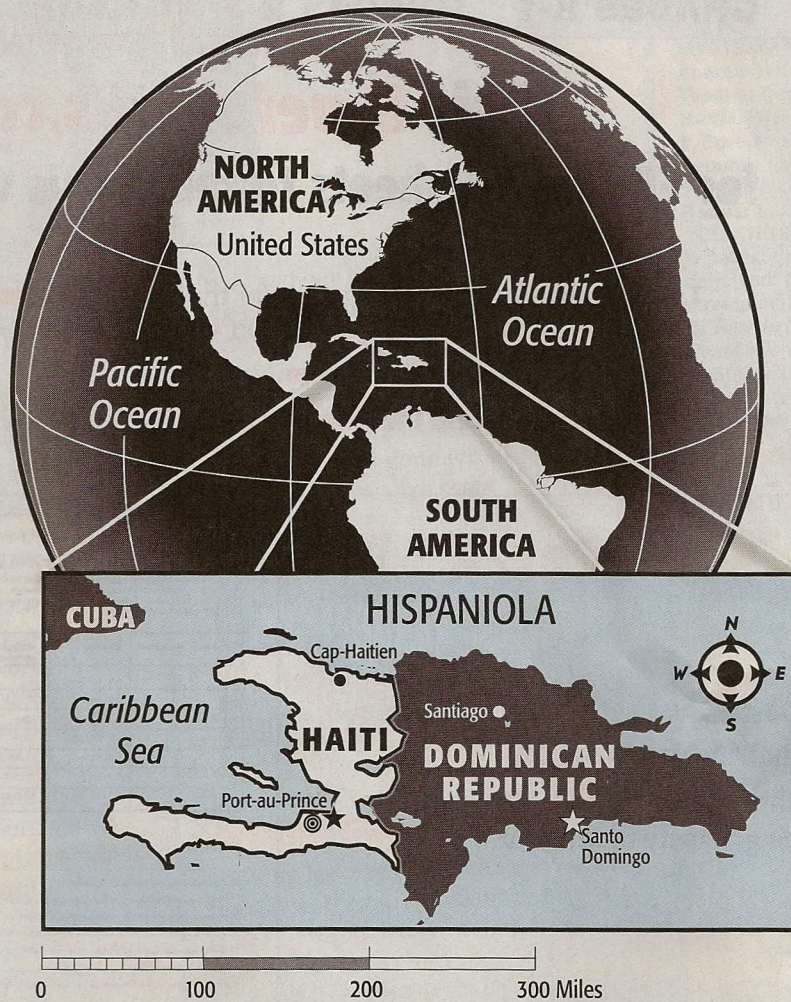 NORTH
AMERICA
United States
Atlantic
Ocean
Pacific
Ocean
SOUTH
AMERICA
HISPANIOLA
CUBA
N
W
E
S
Cap-Haitien
Caribbean
Sea
Santiago
HAITI
DOMINICAN
REPUBLIC
Port-au-Prince
Santo
Domingo
0 100 200 300 Miles